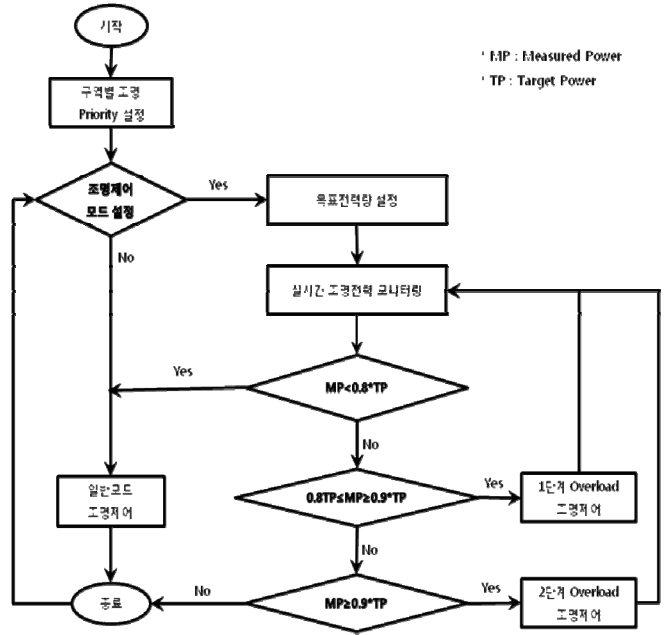 시작
* MP : Measured Power
* TP : Target Power
구역별 조명
Priority 설정
조명제어
모드 설정
Yes
목표전력량 설정
No
실시간 조명전력 모니터링
Yes
MP<0.8*TP
No
일반모드
조명제어
0.8TP≤MP≥0.9*TP
Yes
1단계 Overload
조명제어
No
종료
No
MP≥0.9*TP
Yes
2단계 Overload
조명제어